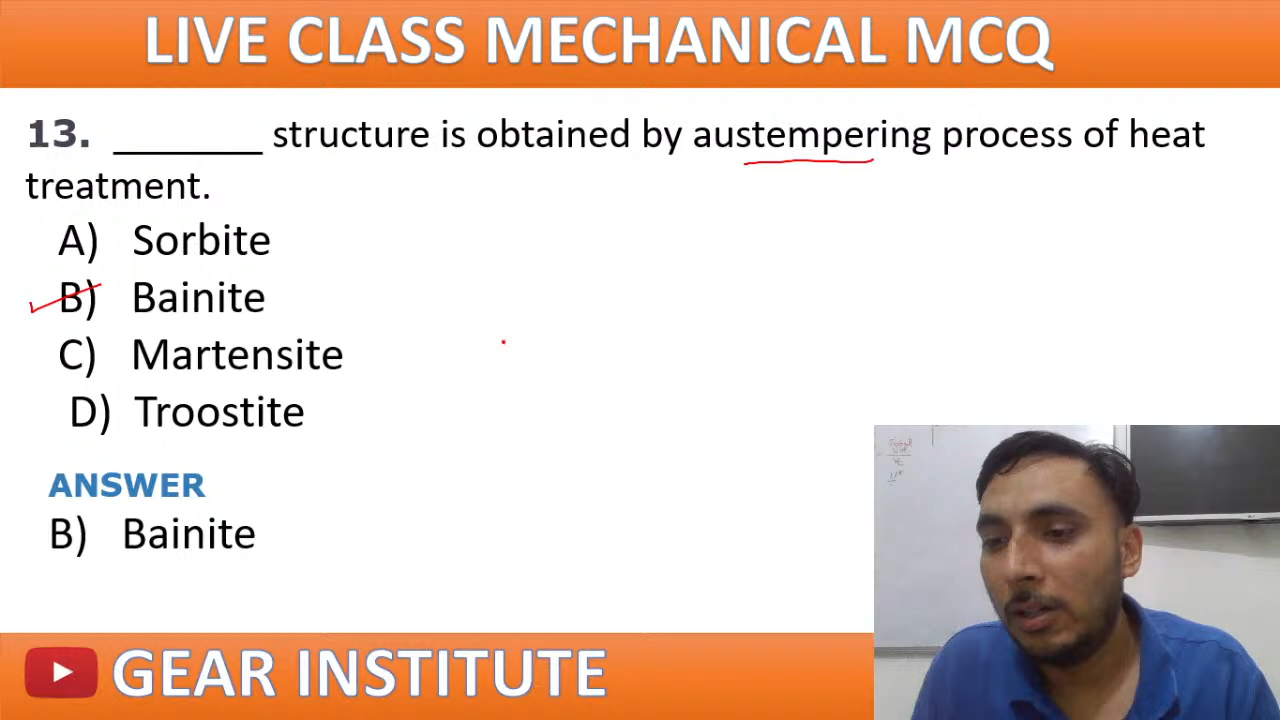 LIVE CLASS MECHANICAL MCQ
13. _______ structure is obtained by austempering process of heat
treatment.
A) Sorbite
B) Bainite
C) Martensite
D) Troostite
ANSWER
B) Bainite
GEAR INSTITUTE